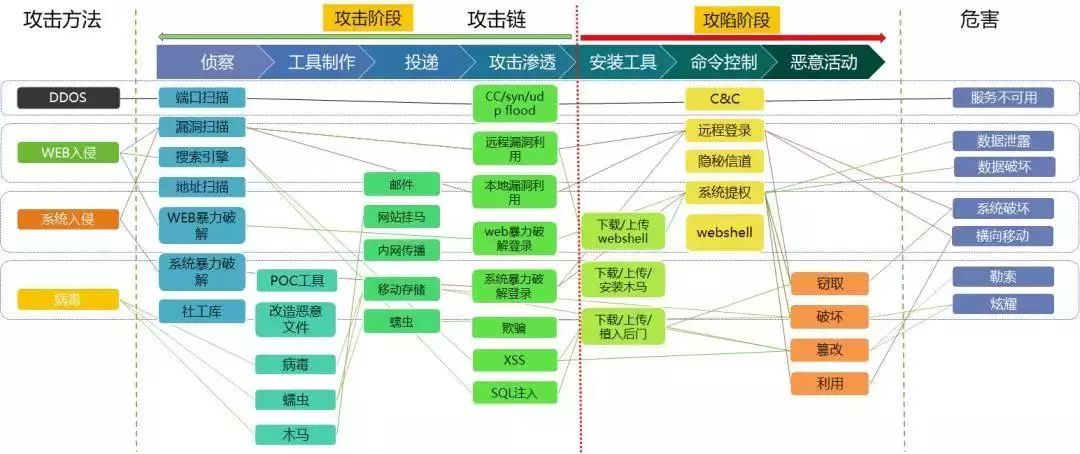 攻击方法
攻击阶段
攻击链
攻陷阶段
危害
侦察
工具制作
投递
攻击渗透
安装工具
命令控制
恶意活动
DDOS
WEB入侵
系统入侵
病毒
端口扫描
漏洞扫描
搜索引擎
地址扫描
WEB暴力破
解
系统暴力破
解
社工库
POC工具
改造恶意
文件
病毒
蠕虫
木马
邮件
网站挂马
内网传播
移动存储
蠕虫
CC/syn/ud
p flood
远程漏洞利
用
本地漏洞利
用
web暴力破
解登录
系统暴力破
解登录
欺骗
XSS
SQL注入
下载/上传
webshell
下载/上传/
安装木马
下载/上传/
植入后门
C&C
远程登录
隐秘信道
系统提权
webshell
窃取
破坏
篡改
利用
服务不可用
数据泄露
数据破坏
系统破坏
横向移动
勒索
炫耀